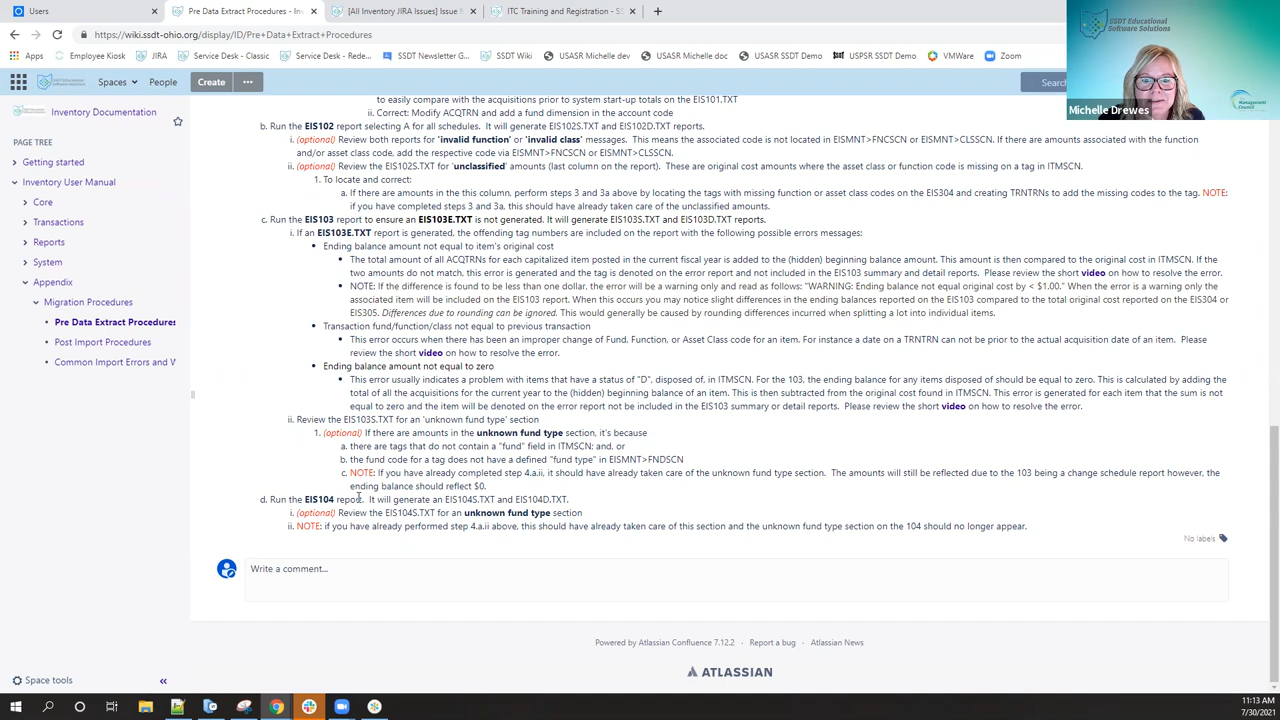 Users
Pre Data Extract Procedures - Inv
[All Inventory JIRA Issues] Issue N
ITC Training and Registration - SS
https://wiki.ssdt-ohio.org/display/ID/Pre+Data+Extract+Procedures
Apps
Employee Kiosk
JIRA
Service Desk - Classic
Service Desk - Rede...
SSDT Newsletter G...
SSDT Wiki
USASR Michelle dev
USASR Michelle doc
USASR SSDT Demo
USPSR SSDT Demo
VMWare
Zoom
SSDT Educational
Software Solutions
Management
Council
Michelle Drewes
Spaces
People
Create
Search
Inventory Documentation
PAGE TREE
Getting started
Inventory User Manual
Core
Transactions
Reports
System
Appendix
Migration Procedures
Pre Data Extract Procedures
Post Import Procedures
Common Import Errors and W
Space tools
to easily compare with the acquisitions prior to system start-up totals on the EIS101.TXT
ii. Correct: Modify ACQTRN and add a fund dimension in the account code
b. Run the EIS102 report selecting A for all schedules. It will generate EIS102S.TXT and EIS102D.TXT reports.
i. (optional) Review both reports for 'invalid function' or 'invalid class' messages. This means the associated code is not located in EISMNT>FNCSCN or EISMNT>CLSSCN. If there are amounts associated with the function
and/or asset class code, add the respective code via EISMNT>FNCSCN or EISMNT>CLSSCN.
ii. (optional) Review the EIS102S.TXT for 'unclassified' amounts (last column on the report). These are original cost amounts where the asset class or function code is missing on a tag in ITMSCN.
1. To locate and correct:
a. If there are amounts in the this column, perform steps 3 and 3a above by locating the tags with missing function or asset class codes on the EIS304 and creating TRNTRNs to add the missing codes to the tag. NOTE:
if you have completed steps 3 and 3a, this should have already taken care of the unclassified amounts.
c. Run the EIS103 report to ensure an EIS103E.TXT is not generated. It will generate EIS103S.TXT and EIS103D.TXT reports.
i. If an EIS103E.TXT report is generated, the offending tag numbers are included on the report with the following possible errors messages:
Ending balance amount not equal to item's original cost
The total amount of all ACQTRNs for each capitalized item posted in the current fiscal year is added to the (hidden) beginning balance amount. This amount is then compared to the original cost in ITMSCN. If the
two amounts do not match, this error is generated and the tag is denoted on the error report and not included in the EIS103 summary and detail reports. Please review the short video on how to resolve the error.
NOTE: If the difference is found to be less than one dollar. the error will be a warning only and read as follows: "WARNING: Ending balance not equal original cost by < $1.00." When the error is a warning only the
associated item will be included on the EIS103 report. When this occurs you may notice slight differences in the ending balances reported on the EIS103 compared to the total original cost reported on the EIS304 or
EIS305. Differences due to rounding can be ignored. This would generally be caused by rounding differences incurred when splitting a lot into individual items.
Transaction fund/function/class not equal to previous transaction
This error occurs when there has been an improper change of Fund, Function, or Asset Class code for an item. For instance a date on a TRNTRN can not be prior to the actual acquisition date of an item. Please
review the short video on how to resolve the error.
Ending balance amount not equal to zero
This error usually indicates a problem with items that have a status of "D", disposed of, in ITMSCN. For the 103, the ending balance for any items disposed of should be equal to zero. This is calculated by adding the
total of all the acquisitions for the current year to the (hidden) beginning balance of an item. This is then subtracted from the original cost found in ITMSCN. This error is generated for each item that the sum is not
equal to zero and the item will be denoted on the error report not be included in the EIS103 summary or detail reports. Please review the short video on how to resolve the error.
ii. Review the EIS103S.TXT for an 'unknown fund type' section
1. (optional) If there are amounts in the unknown fund type section, it's because
a. there are tags that do not contain a "fund" field in ITMSCN; and, or
b. the fund code for a tag does not have a defined "fund type" in EISMNT>FNDSCN
c. NOTE: If you have already completed step 4.a.ii, it should have already taken care of the unknown fund type section. The amounts will still be reflected due to the 103 being a change schedule report however, the
ending balance should reflect $0.
d. Run the EIS104 report. It will generate an EIS104S.TXT and EIS104D.TXT.
i. (optional) Review the EIS104S.TXT for an unknown fund type section
ii. NOTE: if you have already performed step 4.a.ii above, this should have already taken care of this section and the unknown fund type section on the 104 should no longer appear.
No labels
Write a comment...
Powered by Atlassian Confluence 7.12.2 · Report a bug · Atlassian News
ATLASSIAN
11:13 AM
7/30/2021